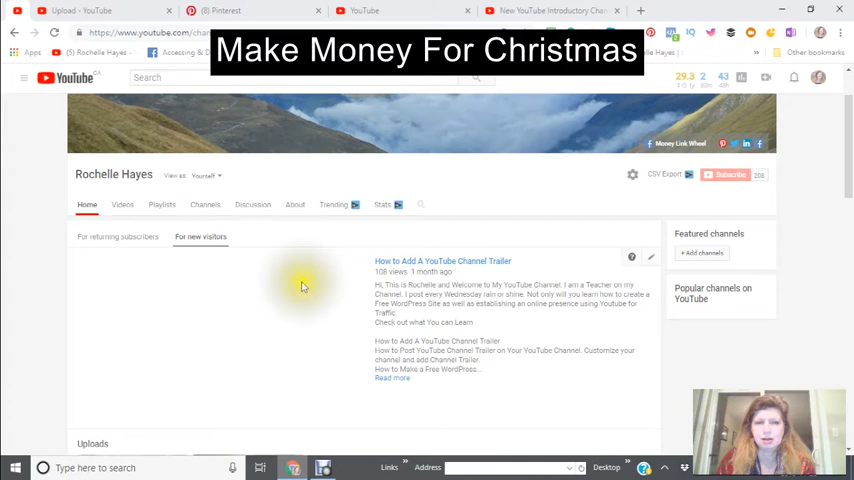 Upload - YouTube
(8) Pinterest
YouTube
New YouTube Introductory Chan
https://www.youtube.com/chan
Make Money For Christmas
Apps
(5) Rochelle Hayes
Accessing & D
elle Hayes |
Other bookmarks
YouTube CA
Search
29.3 2 43
Money Link Wheel
Rochelle Hayes
View as: Yourself
CSV Export
Subscribe 208
Home Videos Playlists Channels Discussion About Trending Stats
For returning subscribers For new visitors
Featured channels
+ Add channels
Popular channels on
YouTube
How to Add A YouTube Channel Trailer
108 views 1 month ago
Hi, This is Rochelle and Welcome to My YouTube Channel. I am a Teacher on my
Channel. I post every Wednesday rain or shine. Not only will you learn how to create a
Free WordPress Site as well as establishing an online presence using Youtube for
Traffic.
Check out what You can Learn
How to Add A YouTube Channel Trailer
How to Post YouTube Channel Trailer on Your YouTube Channel. Customize your
channel and add Channel Trailer.
How to Make a Free WordPress...
Read more
Uploads
Type here to search
Links
Address
Desktop